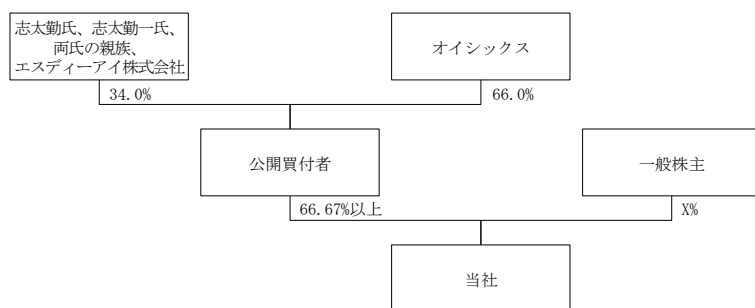 志太勤氏、志太勤一氏、
両氏の親族、
エスディーアイ株式会社
オイシックス
34.0%
66.0%
公開買付者
一般株主
66.67%以上
X%
当社